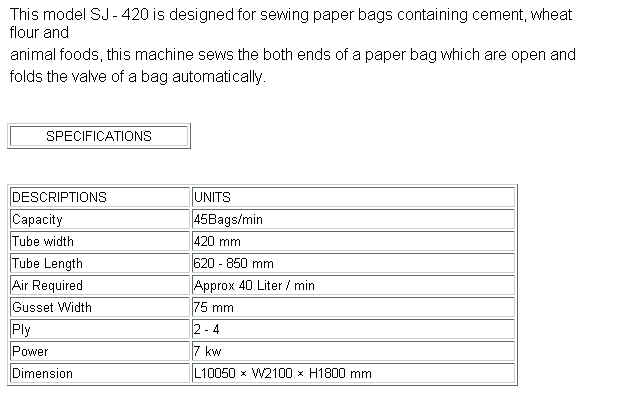 This model SJ - 420 is designed for sewing paper bags containing cement, wheat
flour and
animal foods, this machine sews the both ends of a paper bag which are open and
folds the valve of a bag automatically.
SPECIFICATIONS
DESCRIPTIONS UNITS
Capacity 45Bags/min
Tube width 420 mm
Tube Length 620 - 850 mm
Air Required Approx 40 Liter / min
Gusset Width 75 mm
Ply 2 - 4
Power 7 kw
Dimension L10050 × W2100 × H1800 mm